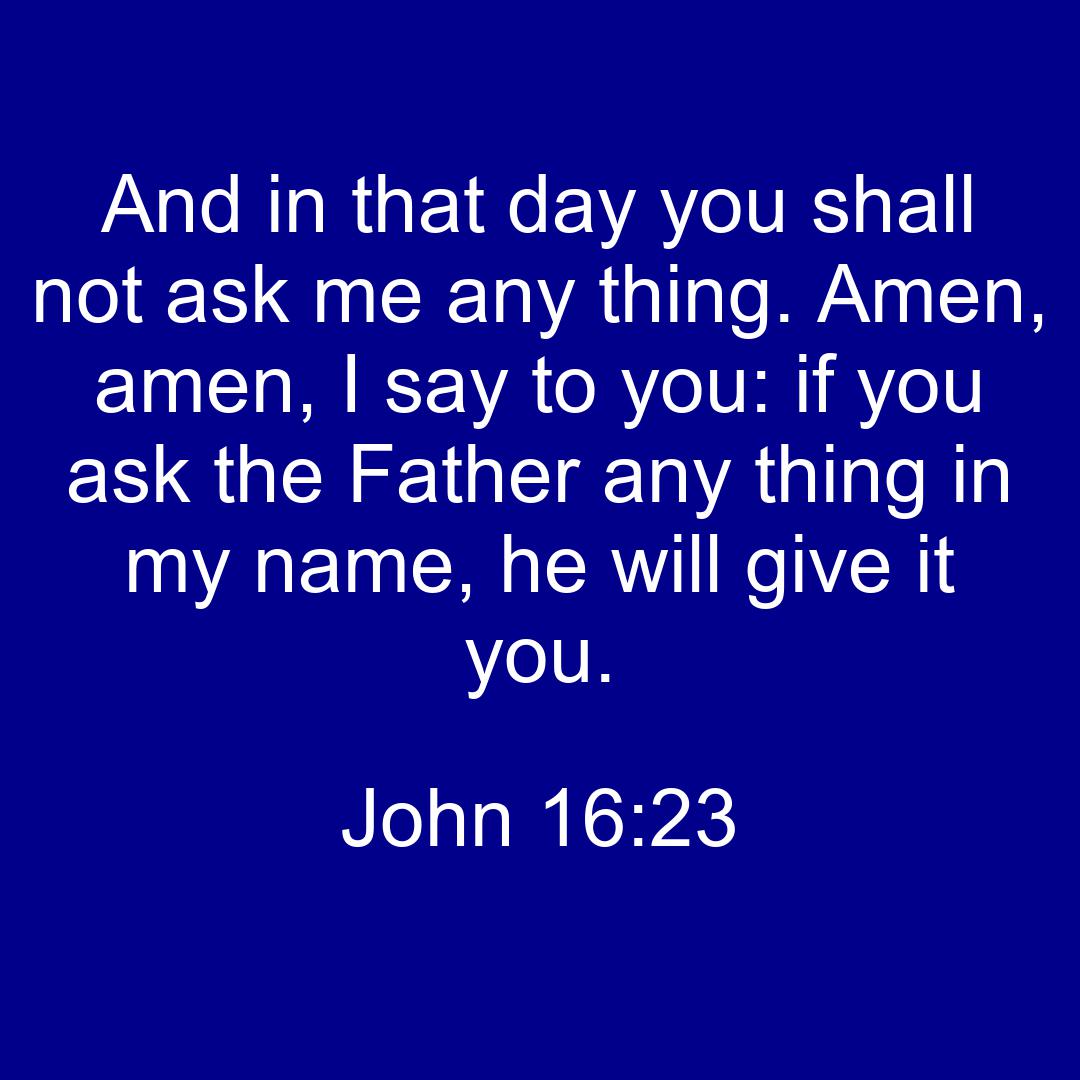 And in that day you shall
not ask me any thing. Amen,
amen, I say to you: if you
ask the Father any thing in
my name, he will give it
you.
John 16:23